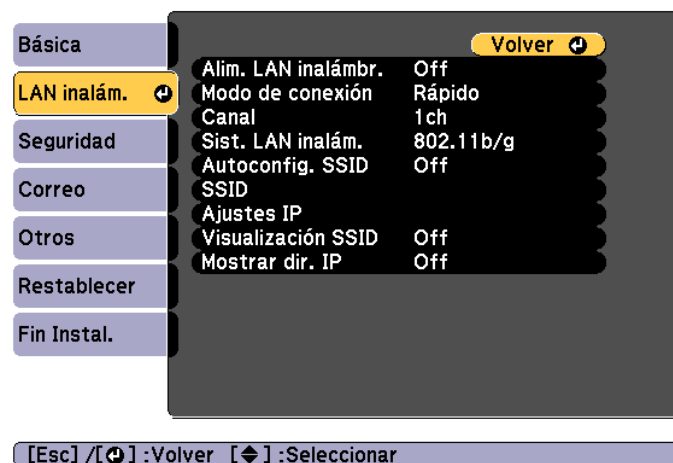 Básica
LAN inalám.
Seguridad
Correo
Otros
Restablecer
Fin Instal.
Volver
Alim. LAN inalámbr. Off
Modo de conexión Rápido
Canal 1ch
Sist. LAN inalám. 802.11b/g
Autoconfig. SSID Off
SSID
Ajustes IP
Visualización SSID Off
Mostrar dir. IP Off
[Esc] /[⏎] :Volver [◆] :Seleccionar